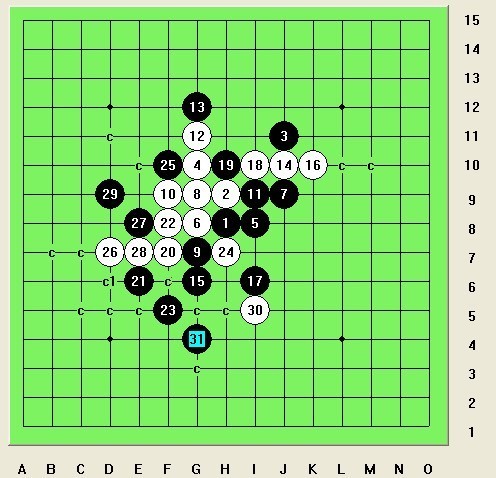 15
14
13
13 12
12 3 11
c
c 25 4 19 18 14 16 c c 10
29 10 8 2 11 7 9
27 22 6 1 5 8
c c 26 28 20 9 24 7
c1 21 c 15 17 6
c c c 23 c c 30 5
31 4
c 3
2
1
A B C D E F G H I J K L M N O